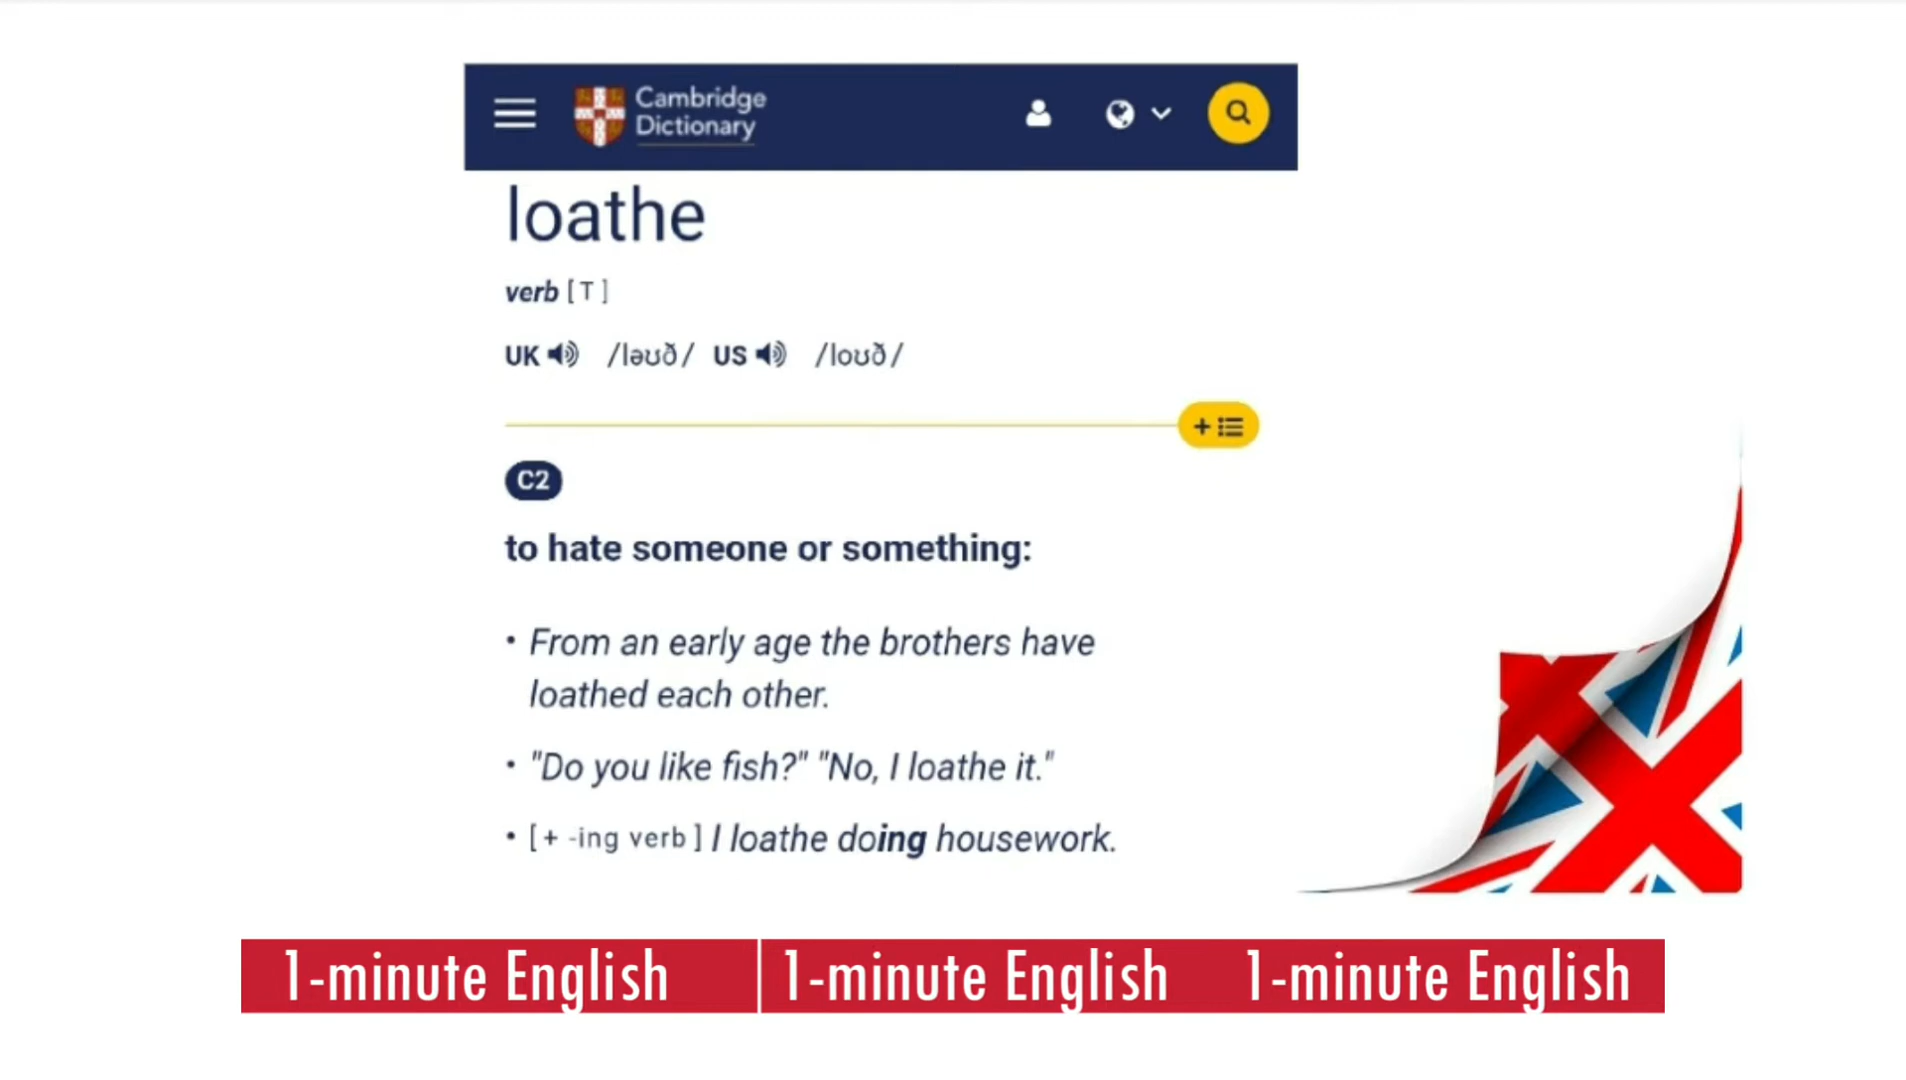 Cambridge
Dictionary
loathe
verb [ T ]
UK /ləʊð/ US /loʊð/
+
C2
to hate someone or something:
• From an early age the brothers have
loathed each other.
• "Do you like fish?" "No, I loathe it."
• [ + -ing verb ] I loathe doing housework.
1-minute English 1-minute English 1-minute English